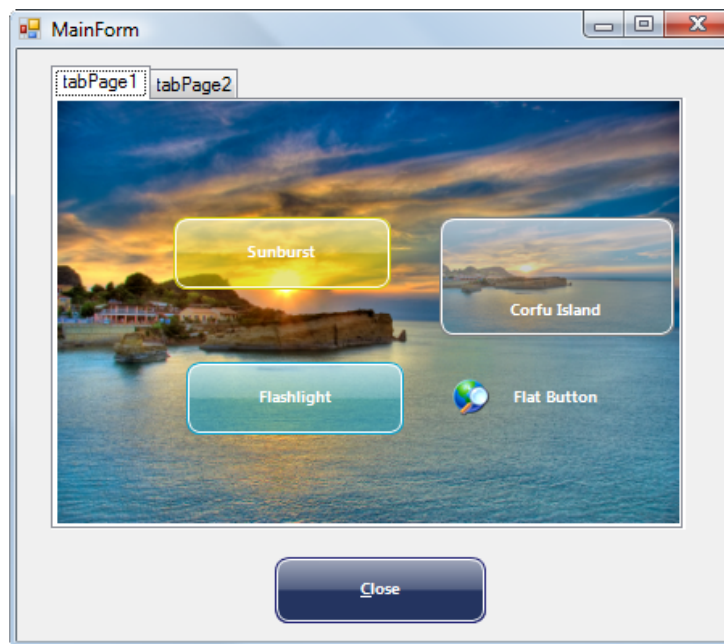 MainForm
tabPage1 tabPage2
Sunburst
Corfu Island
Flashlight
Flat Button
Close